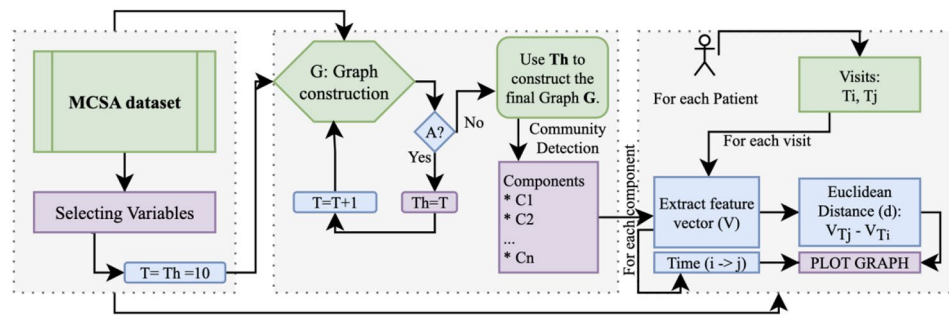 MCSA dataset
Selecting Variables
T= Th =10
G: Graph
construction
A?
No
Yes
T=T+1
Th=T
Use Th to
construct the
final Graph G.
Community
Detection
Components
* C1
* C2
...
* Cn
For each component
For each Patient
Visits:
Ti, Tj
For each visit
Extract feature
vector (V)
Euclidean
Distance (d):
VTj - VTi
Time (i -> j)
PLOT GRAPH